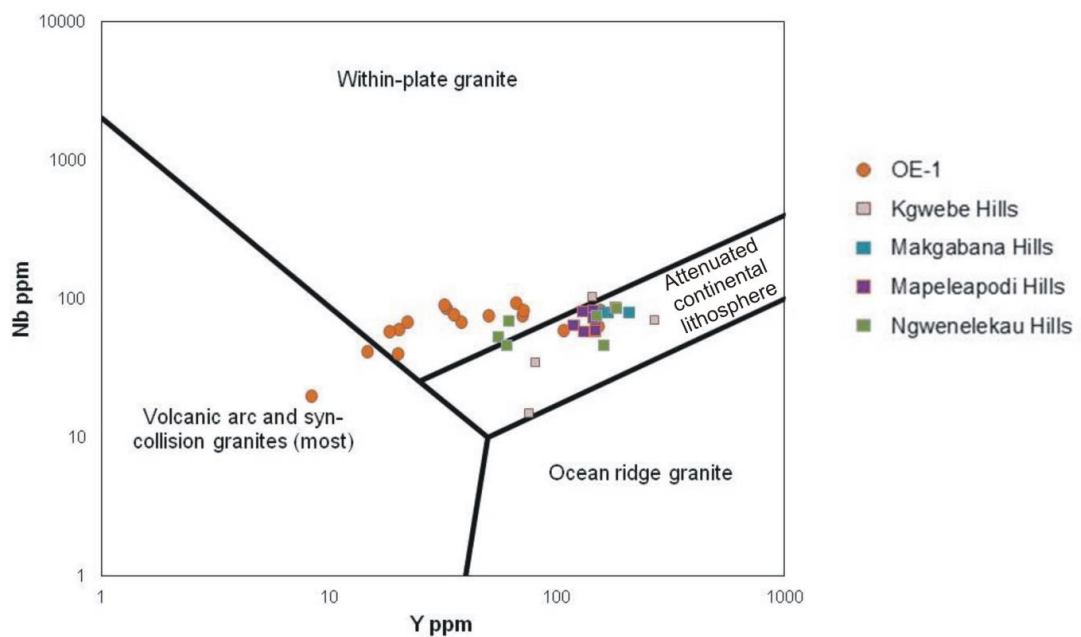 10000
1000
100
10
1
Nb ppm
Within-plate granite
Attenuated
continental
lithosphere
Volcanic arc and syn-
collision granites (most)
Ocean ridge granite
1
10
100
1000
Y ppm
OE-1
Kgwebe Hills
Makgabana Hills
Mapeleapodi Hills
Ngwenelekau Hills